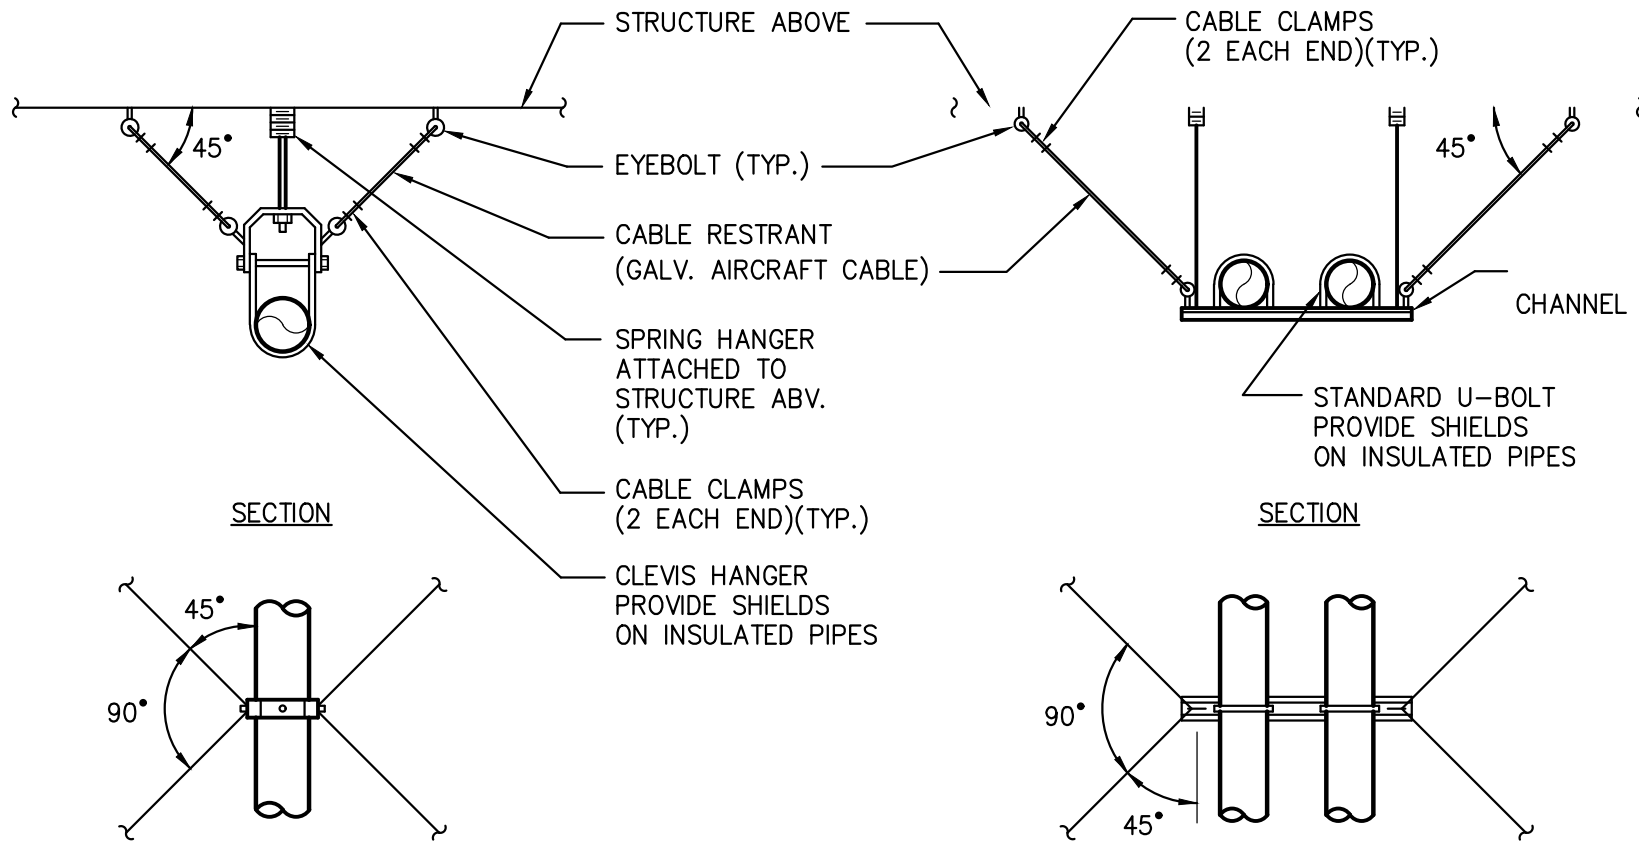 STRUCTURE ABOVE
CABLE CLAMPS
(2 EACH END)(TYP.)
45°
EYEBOLT (TYP.)
45°
CABLE RESTRANT
(GALV. AIRCRAFT CABLE)
CHANNEL
SPRING HANGER
ATTACHED TO
STRUCTURE ABV.
(TYP.)
STANDARD U-BOLT
PROVIDE SHIELDS
ON INSULATED PIPES
CABLE CLAMPS
(2 EACH END)(TYP.)
SECTION
SECTION
CLEVIS HANGER
PROVIDE SHIELDS
ON INSULATED PIPES
45°
90°
90°
45°